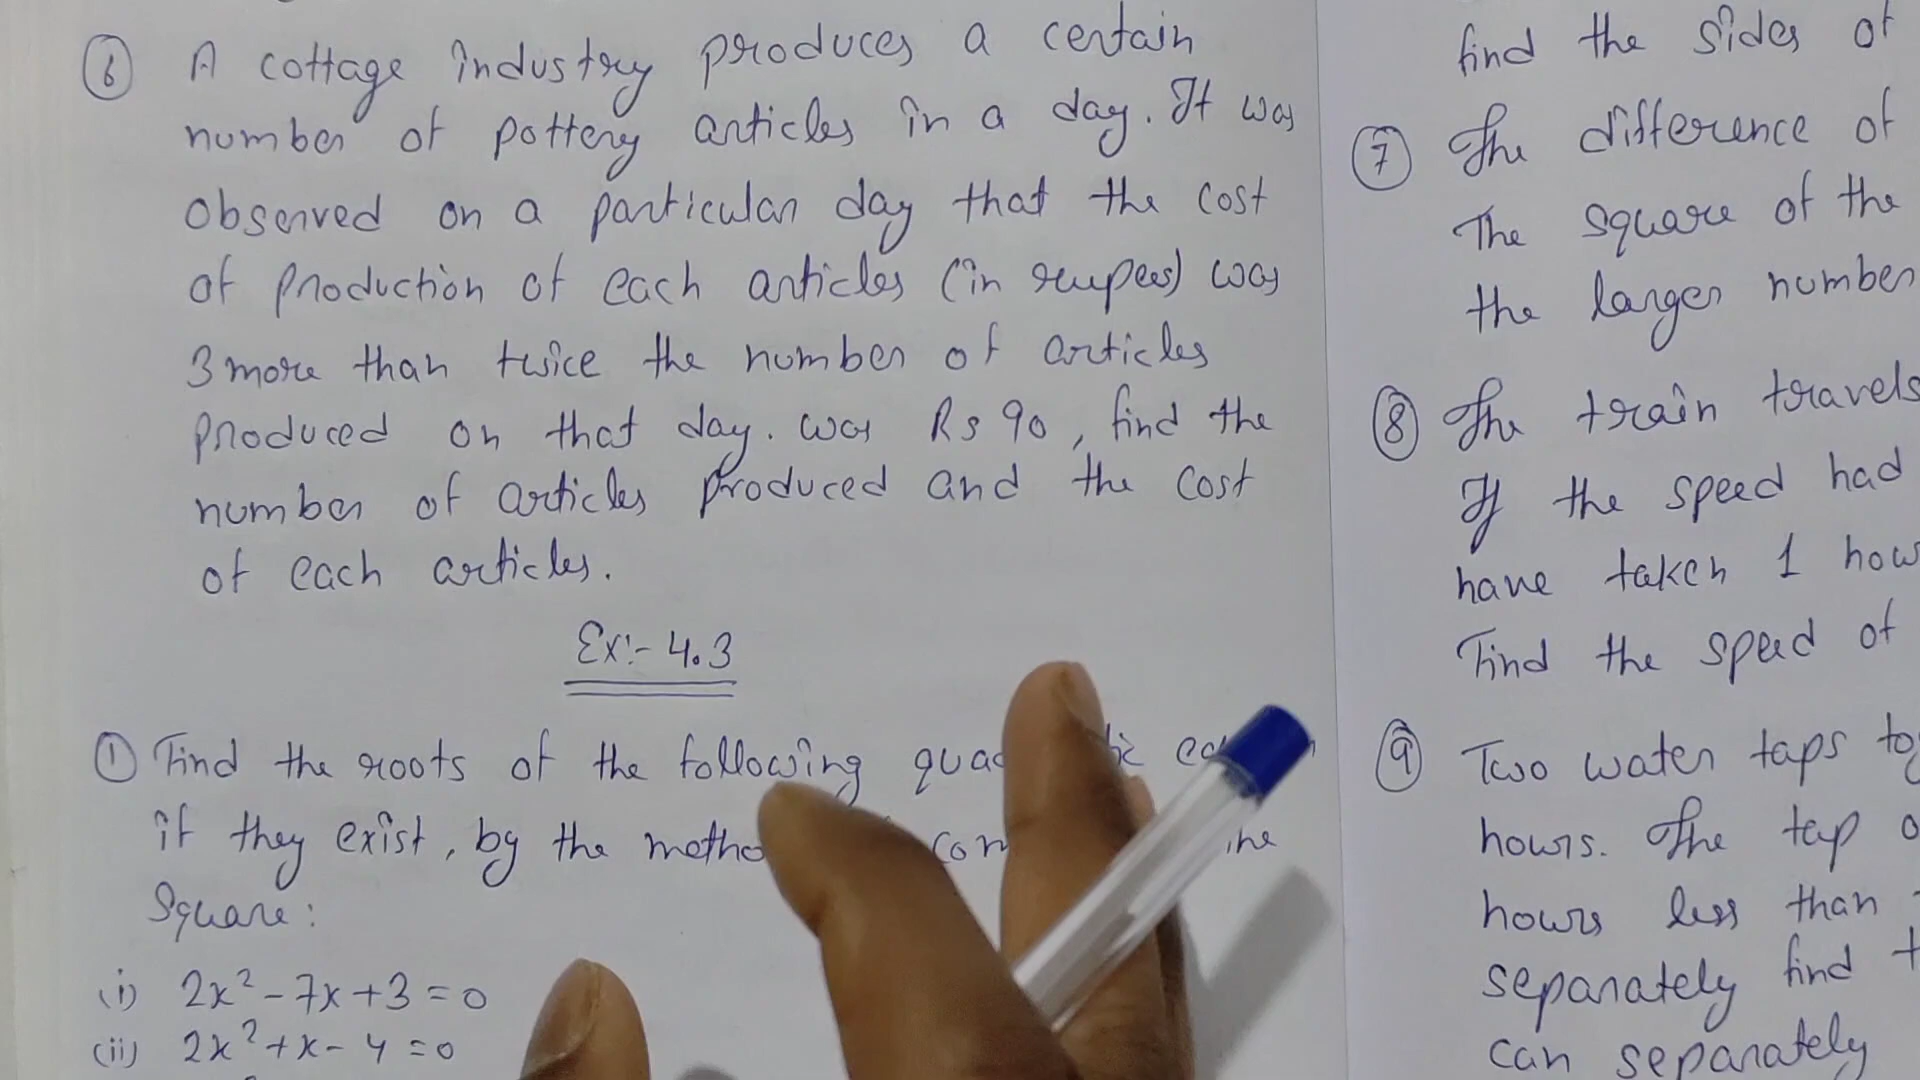 6 A cottage industry produces a certain
number of pottery articles in a day. It was
observed on a particular day that the cost
of production of each articles (in rupees) was
3 more than twice the number of articles
produced on that day. was Rs 90, find the
number of articles produced and the cost
of each articles.
Ex:- 4.3
1 Find the roots of the following
if they exist, by the
Square:
(i) 2x² - 7x + 3 = 0
(ii) 2x² + x - 4 = 0
find the sides of
7 The difference of
The square of the
the larger number
8 The train travels
If the speed had
have taken 1
Find the speed of
9 Two water taps
hours. The tap
hours less than
separately find
can separately